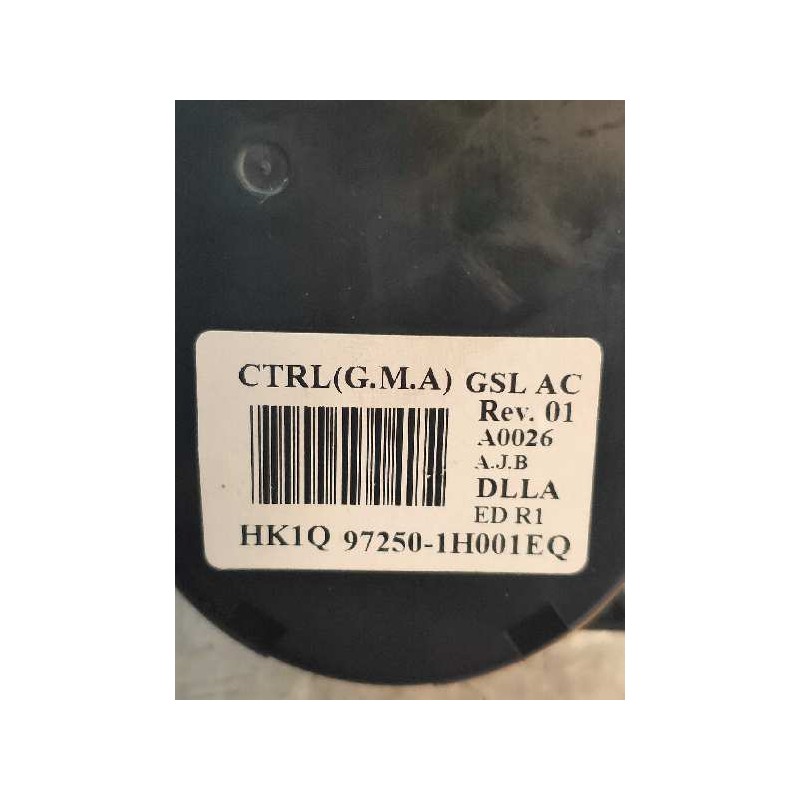 CTRL(G.M.A) GSL AC
Rev. 01
A0026
A.J.B
DLLA
ED R1
HK1Q 97250-1H001EQ